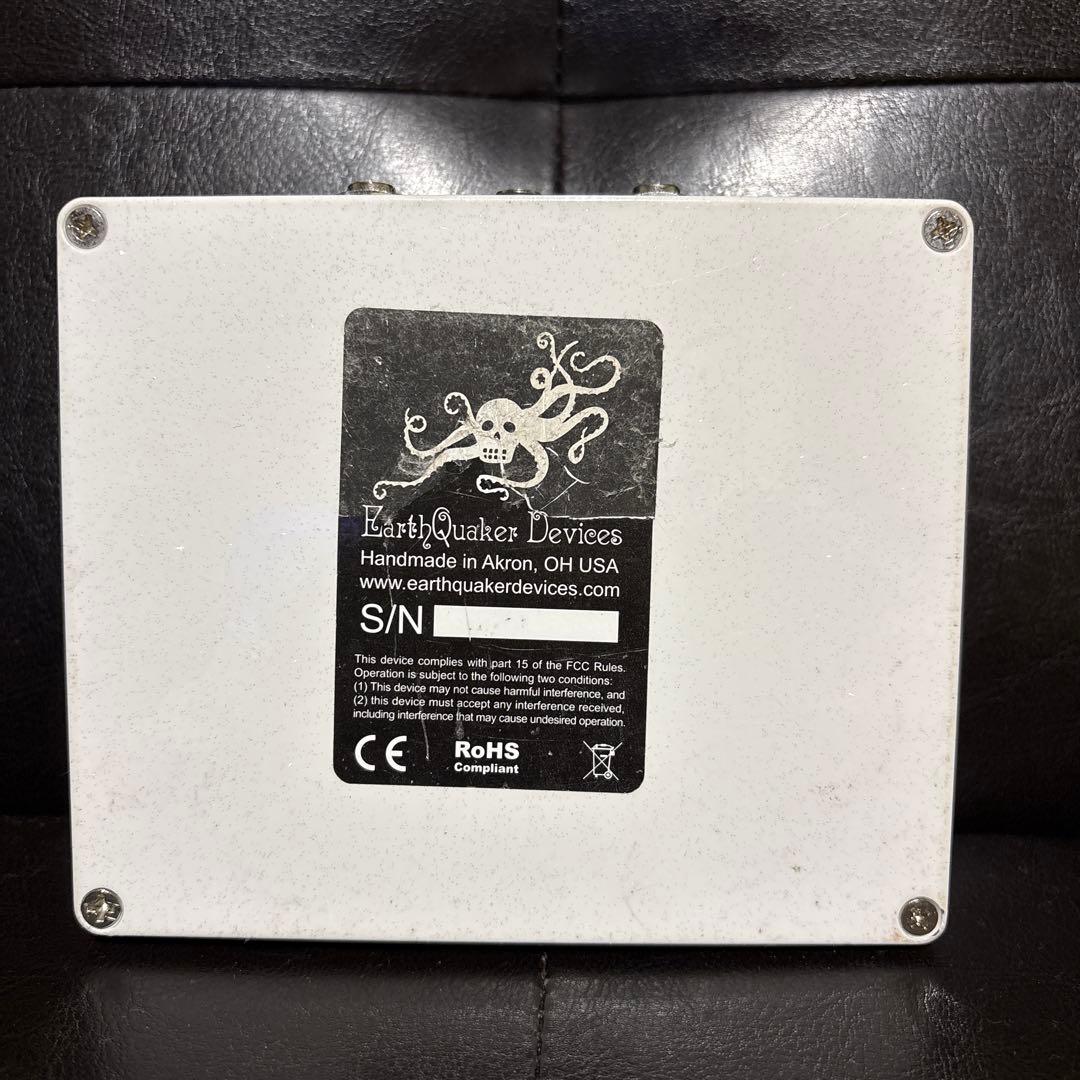 EarthQuaker Devices
Handmade in Akron, OH USA
www.earthquakerdevices.com
S/N
This device complies with part 15 of the FCC Rules.
Operation is subject to the following two conditions:
(1) This device may not cause harmful interference, and
(2) this device must accept any interference received,
including interference that may cause undesired operation.
CE RoHS
Compliant